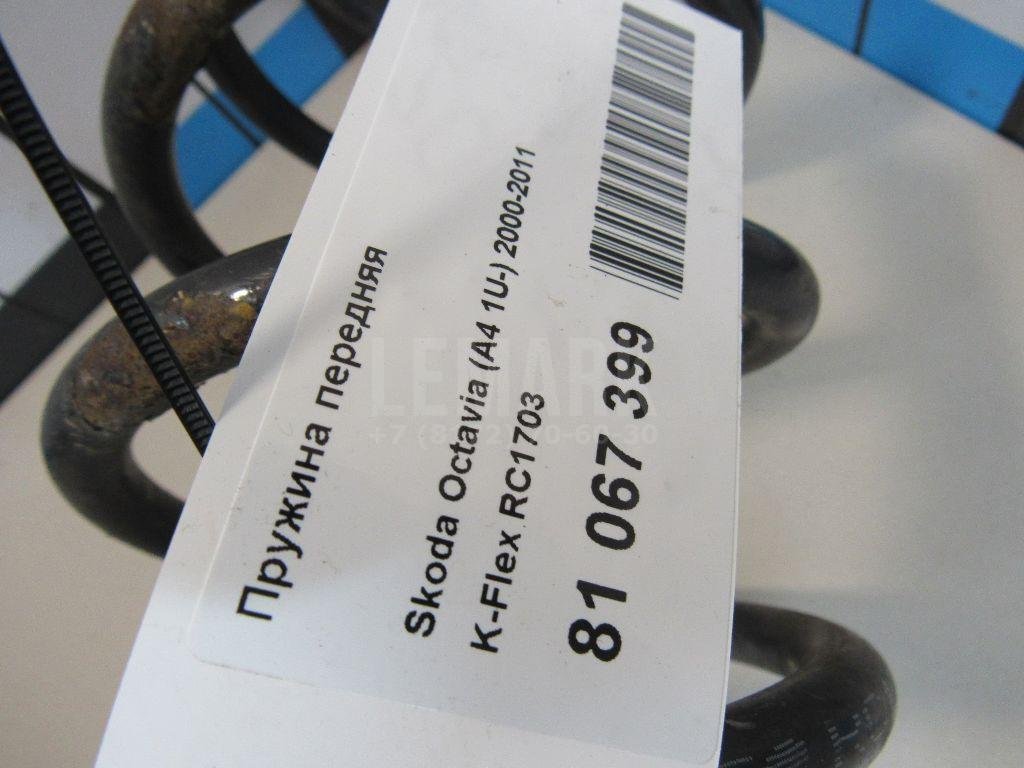 Пружина передняя
Skoda Octavia (A4 1U-) 2000-2011
K-Flex RC1703
81 067 399